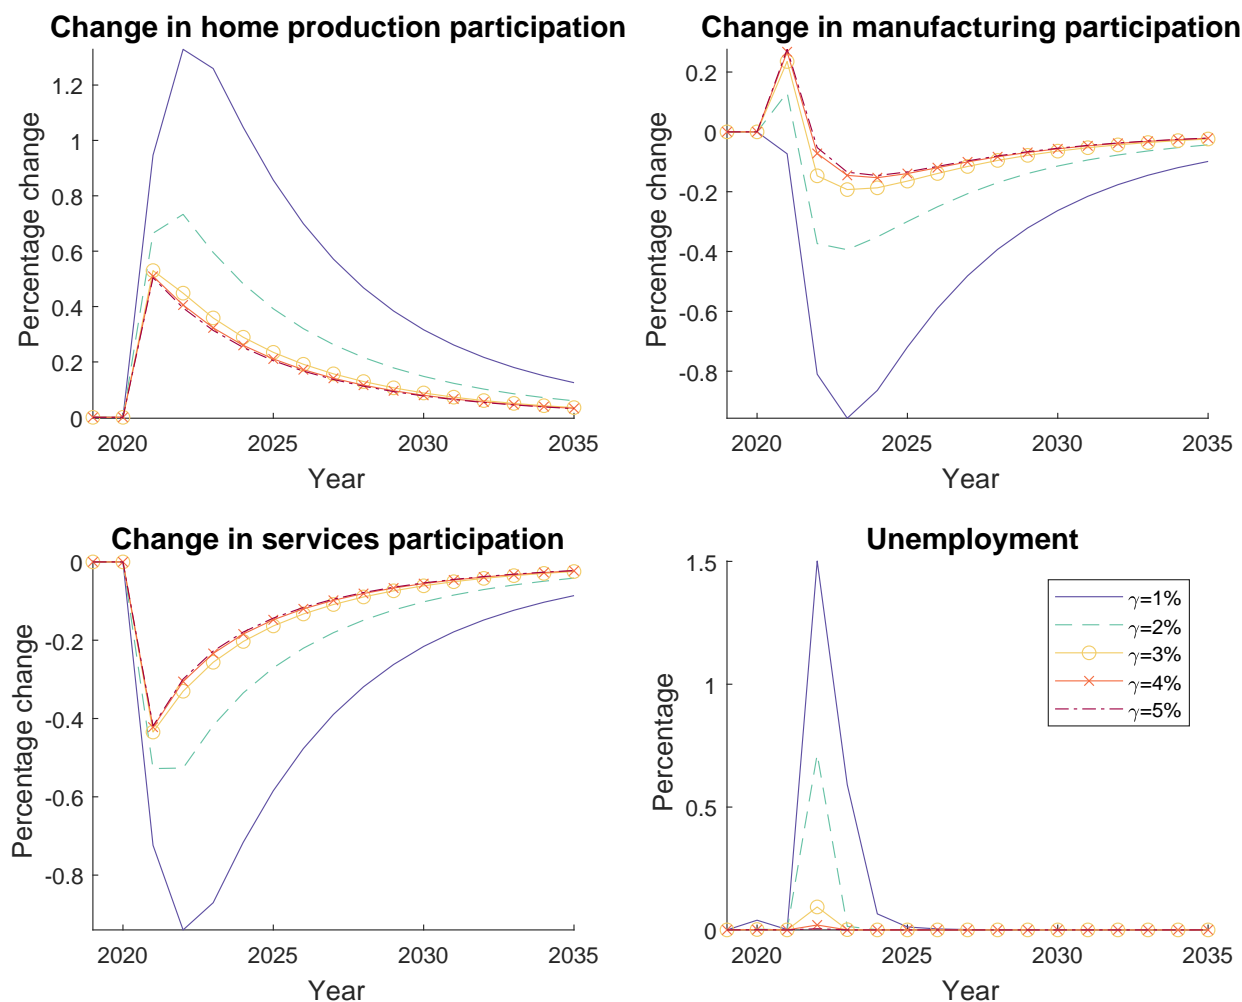 Change in home production participation
Percentage change
1.2
1
0.8
0.6
0.4
0.2
0
2020 2025 2030 2035
Year
Change in manufacturing participation
Percentage change
0.2
0
-0.2
-0.4
-0.6
-0.8
2020 2025 2030 2035
Year
Change in services participation
Percentage change
0
-0.2
-0.4
-0.6
-0.8
2020 2025 2030 2035
Year
Unemployment
Percentage
1.5
1
0.5
0
2020 2025 2030 2035
Year
γ=1%
γ=2%
γ=3%
γ=4%
γ=5%